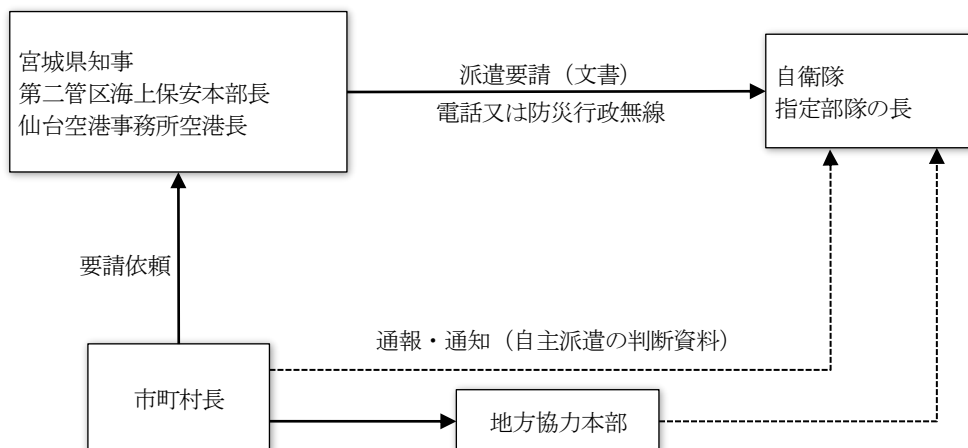 宮城県知事
第二管区海上保安本部長
仙台空港事務所空港長
派遣要請（文書）
電話又は防災行政無線
自衛隊
指定部隊の長
要請依頼
通報・通知（自主派遣の判断資料）
市町村長
地方協力本部